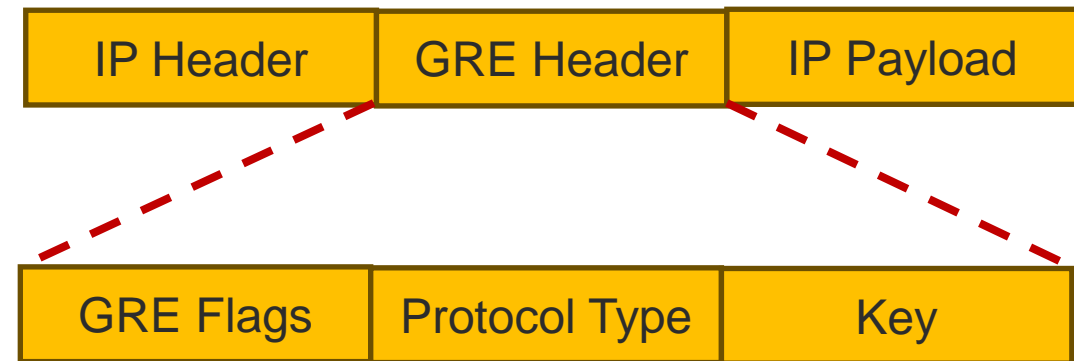 IP Header GRE Header IP Payload
GRE Flags Protocol Type Key